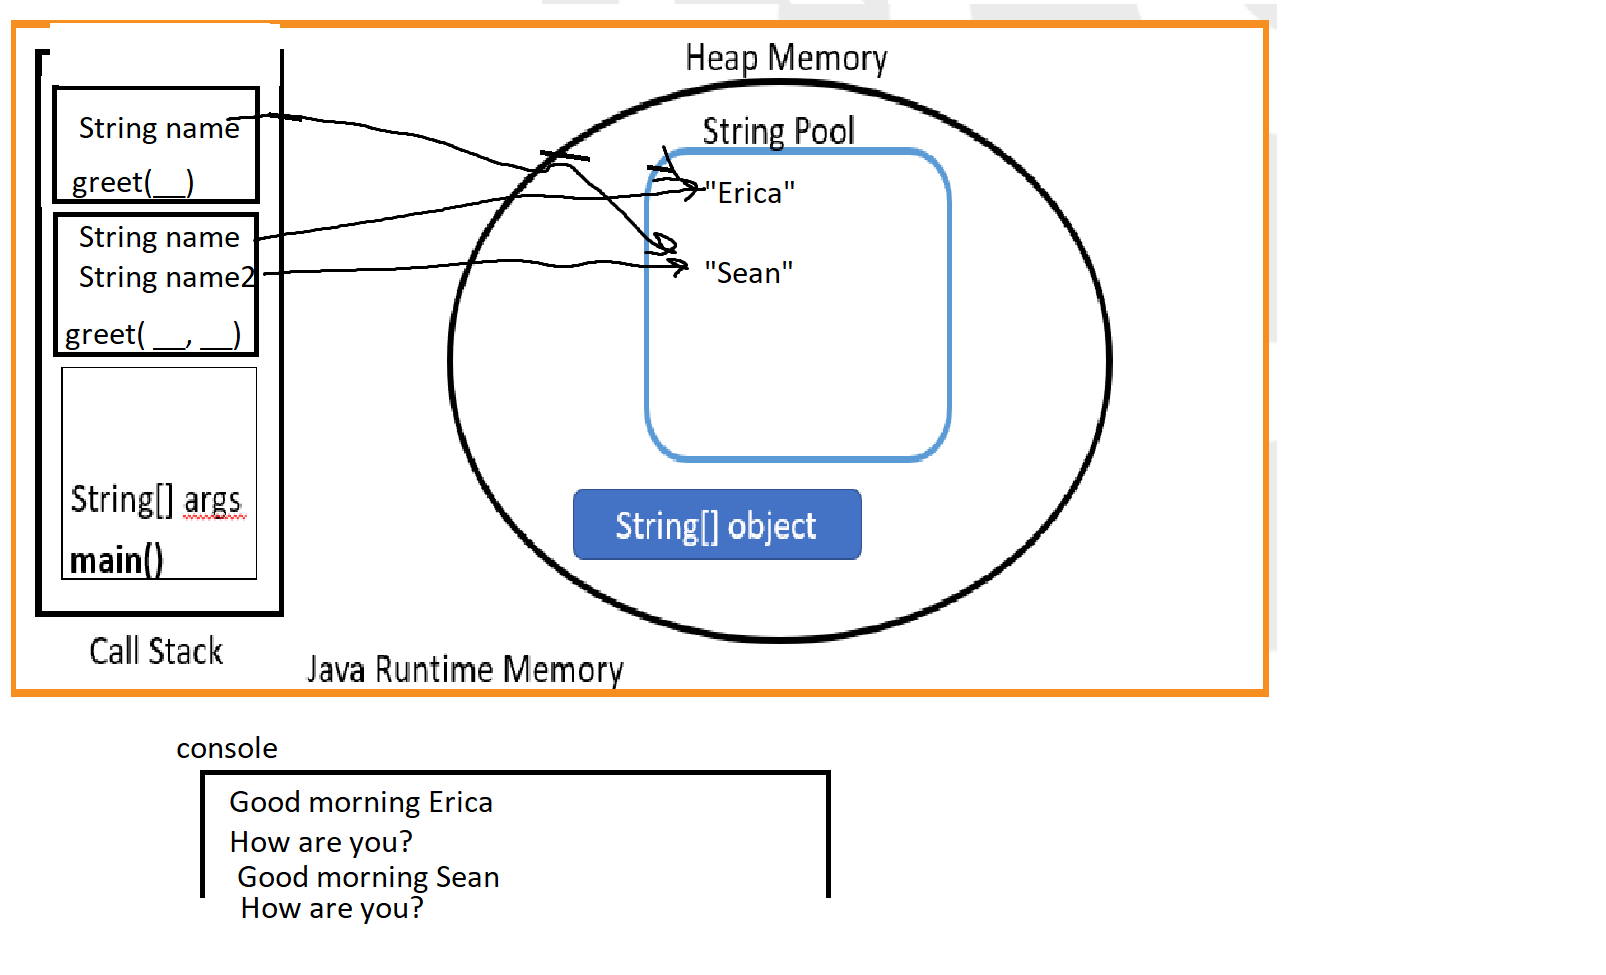 Heap Memory
String Pool
String name
greet(__)
String name
String name2
greet( __, __)
String[] args
main()
Call Stack
"Erica"
"Sean"
String[] object
Java Runtime Memory
console
Good morning Erica
How are you?
Good morning Sean
How are you?